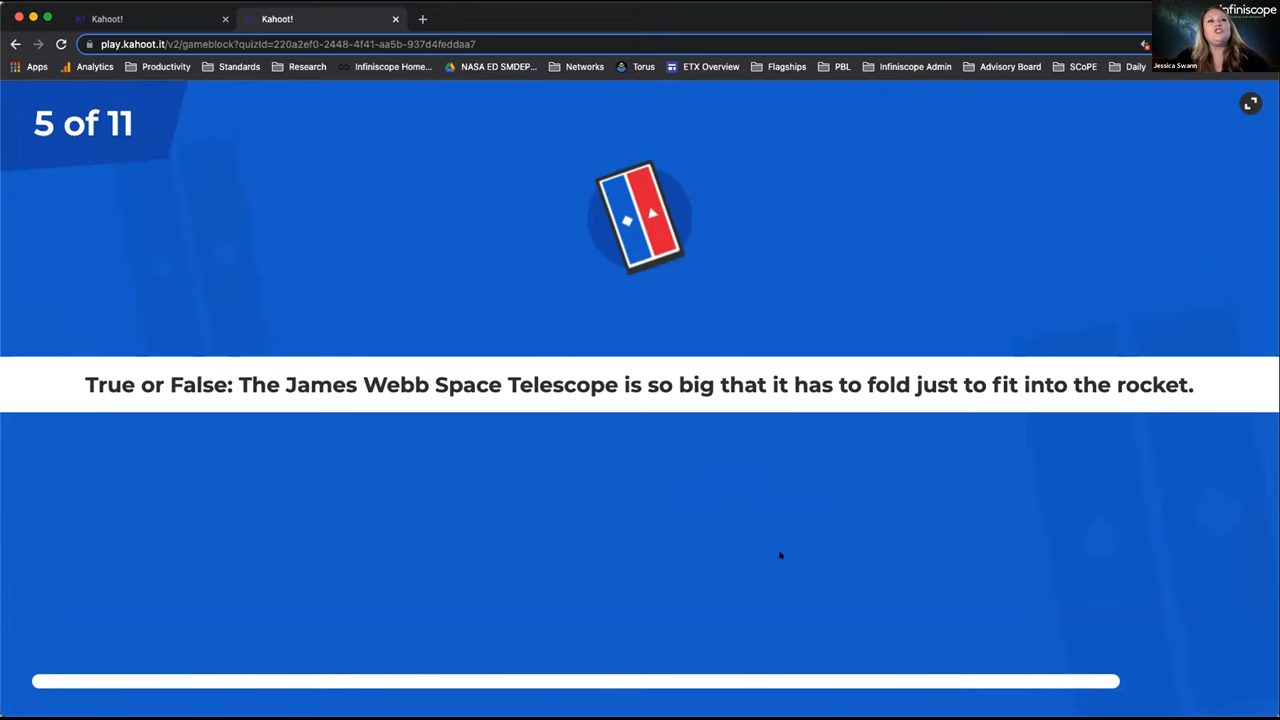 Kahoot!
Kahoot!
play.kahoot.it/v2/gameblock?quizId=220a2ef0-2448-4f41-aa5b-937d4feddaa7
Apps Analytics Productivity Standards Research Infiniscope Home... NASA ED SMDEP... Networks Torus ETX Overview Flagships PBL Infiniscope Admin Advisory Board SCoPE Daily
infiniscope
Jessica Swann
5 of 11
True or False: The James Webb Space Telescope is so big that it has to fold just to fit into the rocket.